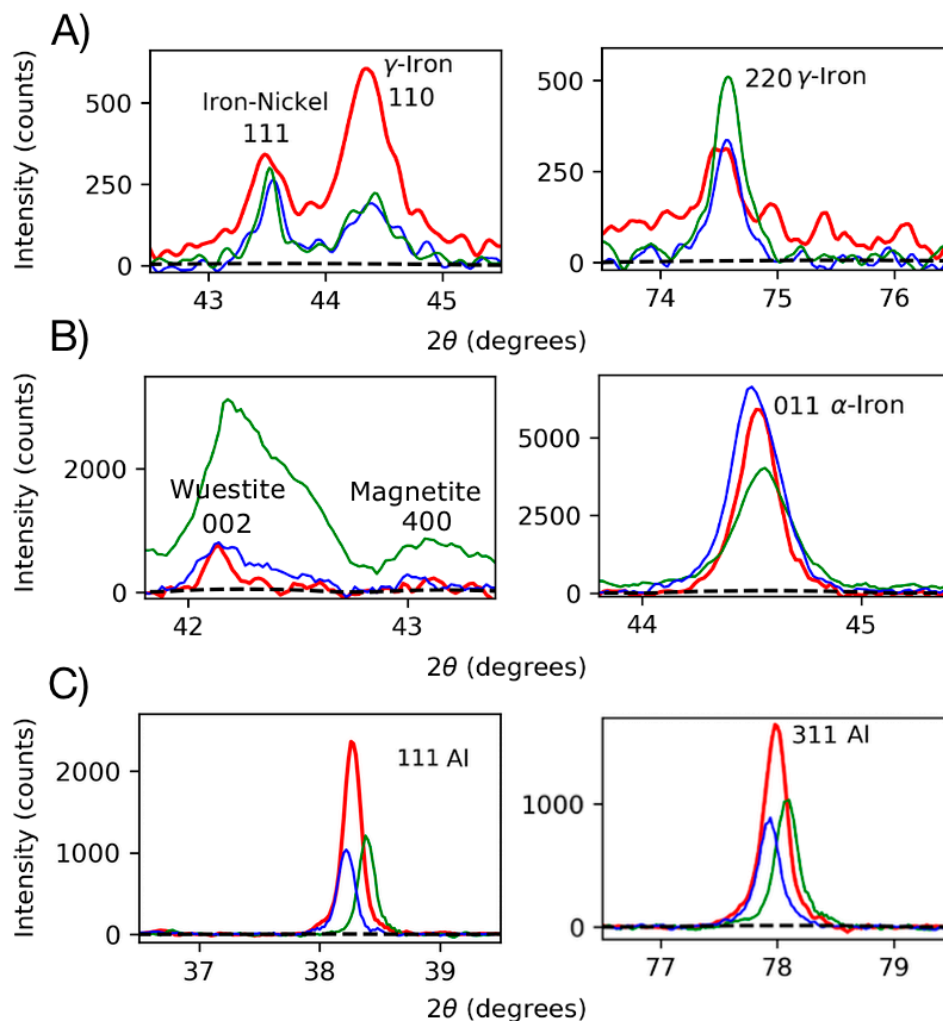 A)
Intensity (counts)
500
250
0
Iron-Nickel
111
γ-Iron
110
43
44
45
500
250
0
220 γ-Iron
74
75
76
2θ (degrees)
B)
Intensity (counts)
2000
0
Wuestite
002
Magnetite
400
42
43
5000
2500
0
011 α-Iron
44
45
2θ (degrees)
C)
Intensity (counts)
2000
1000
0
111 Al
37
38
39
1000
0
311 Al
77
78
79
2θ (degrees)